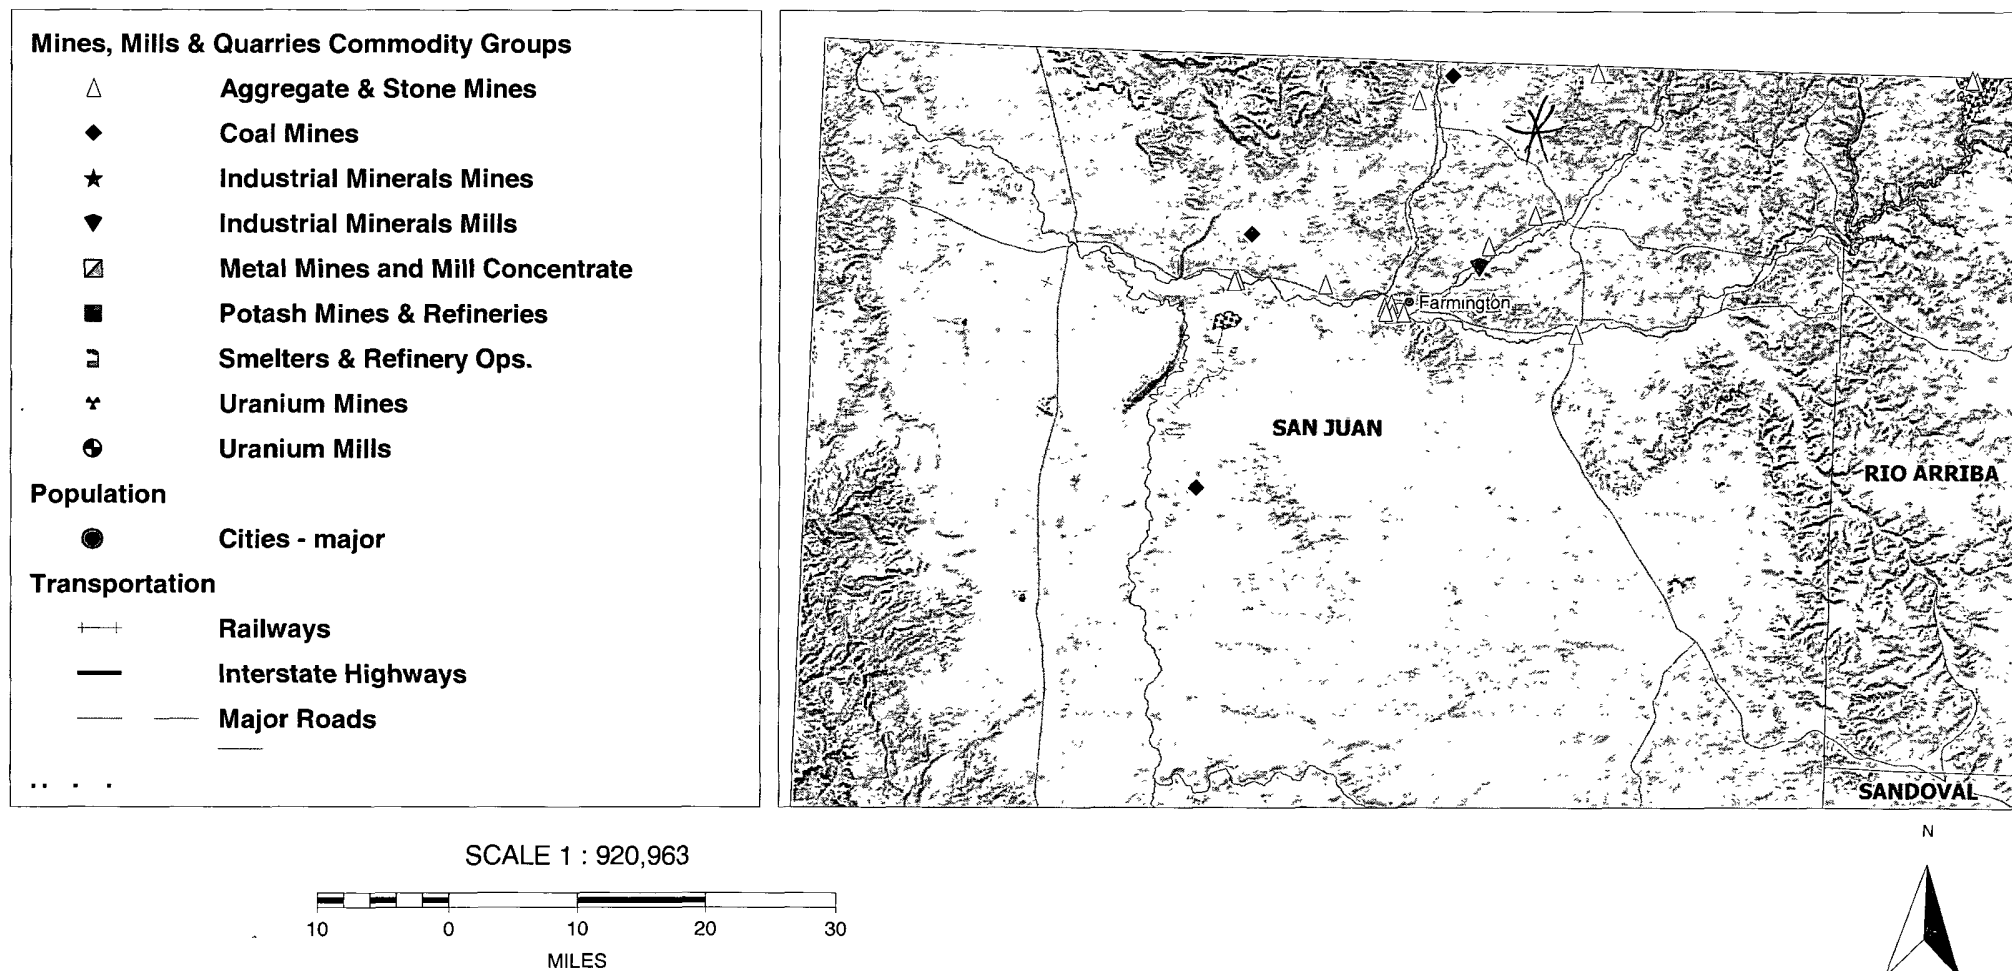 Mines, Mills & Quarries Commodity Groups
Aggregate & Stone Mines
Coal Mines
Industrial Minerals Mines
Industrial Minerals Mills
Metal Mines and Mill Concentrate
Potash Mines & Refineries
Smelters & Refinery Ops.
Uranium Mines
Uranium Mills
Population
Cities - major
Transportation
Railways
Interstate Highways
Major Roads
Farmington
SAN JUAN
RIO ARRIBA
SANDOVAL
SCALE 1 : 920,963
10 0 10 20 30
MILES
N